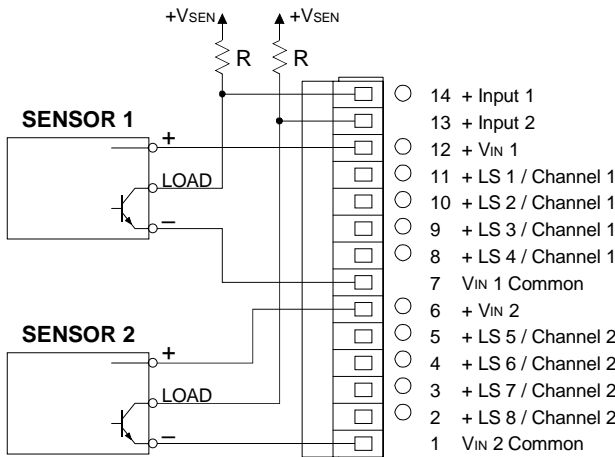 +VSEN +VSEN
R R
SENSOR 1
+
LOAD
–
SENSOR 2
+
LOAD
–
14 + Input 1
13 + Input 2
12 + VIN 1
11 + LS 1 / Channel 1
10 + LS 2 / Channel 1
9 + LS 3 / Channel 1
8 + LS 4 / Channel 1
7 VIN 1 Common
6 + VIN 2
5 + LS 5 / Channel 2
4 + LS 6 / Channel 2
3 + LS 7 / Channel 2
2 + LS 8 / Channel 2
1 VIN 2 Common